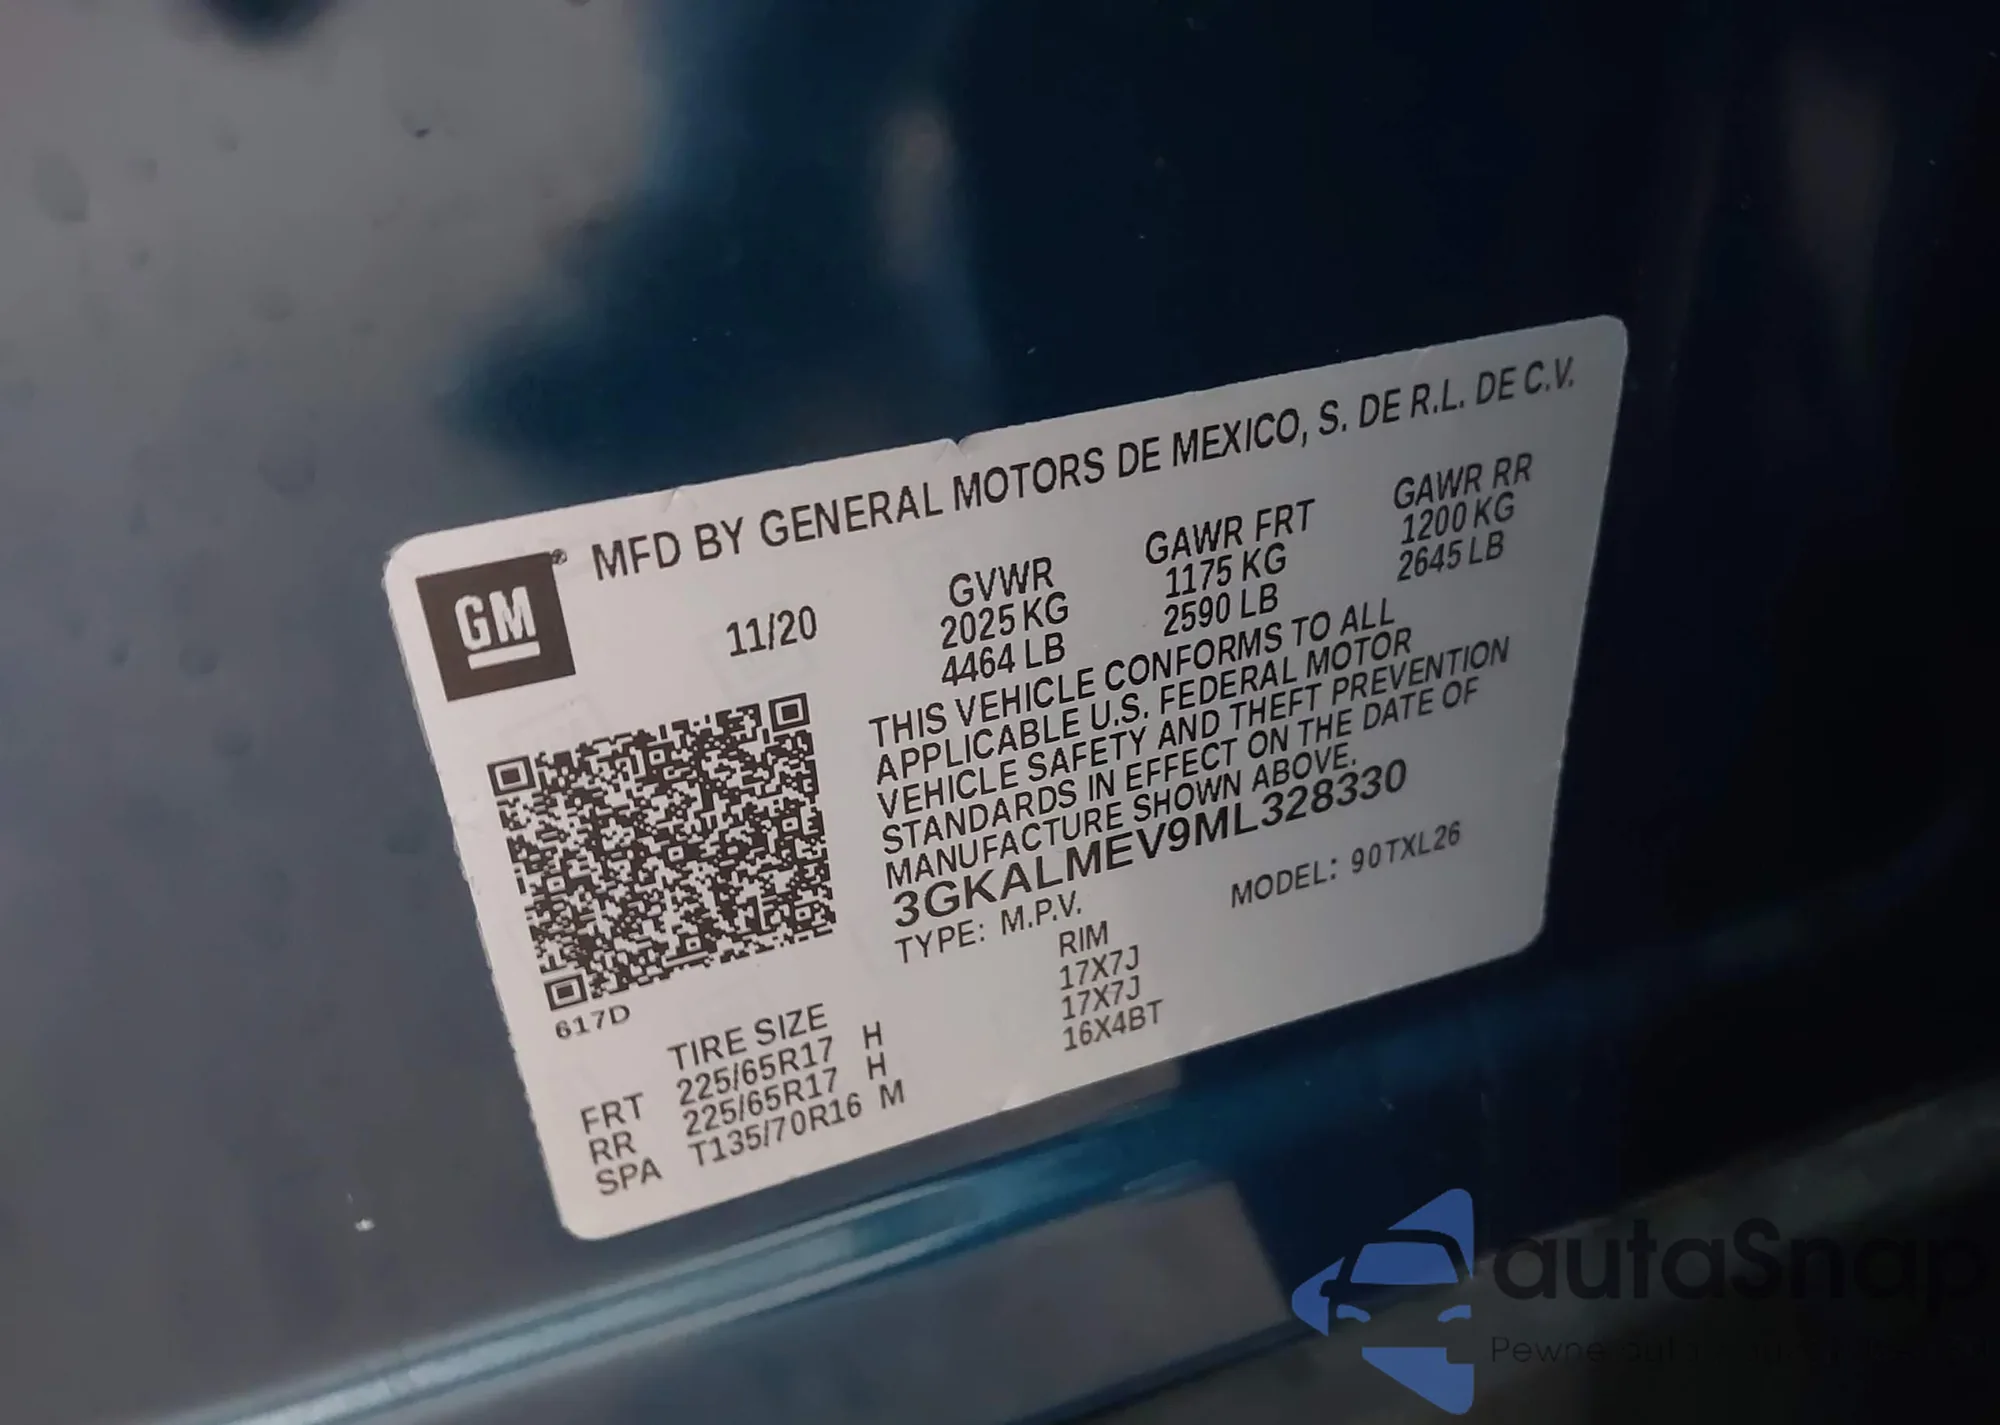 MFD BY GENERAL MOTORS DE MEXICO, S. DE R.L. DE C.V.
GM®
11/20
GVWR GAWR FRT GAWR RR
2025 KG 1175 KG 1200 KG
4464 LB 2590 LB 2645 LB
THIS VEHICLE CONFORMS TO ALL
APPLICABLE U.S. FEDERAL MOTOR
VEHICLE SAFETY AND THEFT PREVENTION
STANDARDS IN EFFECT ON THE DATE OF
MANUFACTURE SHOWN ABOVE.
3GKALMEV9ML328330
TYPE: M.P.V. MODEL: 90TXL26
617D
TIRE SIZE RIM
FRT 225/65R17 H 17X7J
RR 225/65R17 H 17X7J
SPA T135/70R16 M 16X4BT
autaSnap
Pewne auta